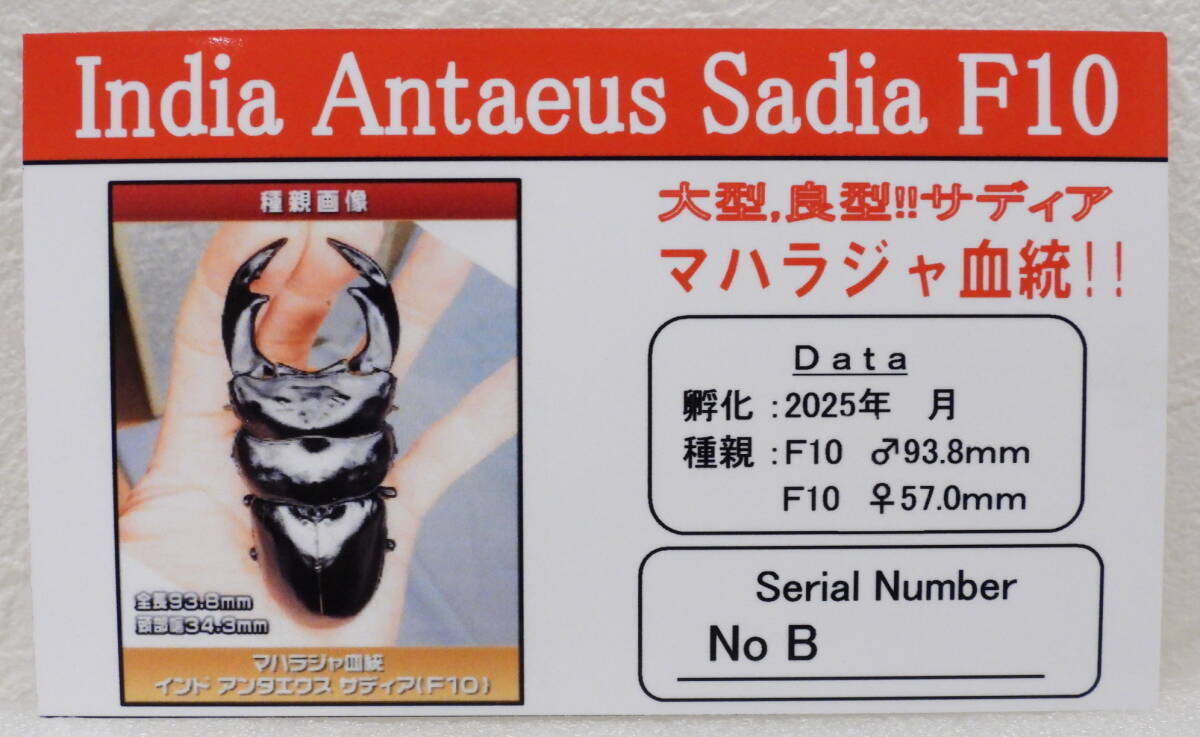 India Antaeus Sadia F10
種親画像
全長93.8mm
頭部幅34.3mm
マハラジャ血統
インド アンタエウス サディア(F10)
大型,良型!!サディア
マハラジャ血統!!
Data
孵化:2025年 月
種親:F10 ♂93.8mm
F10 ♀57.0mm
Serial Number
No B